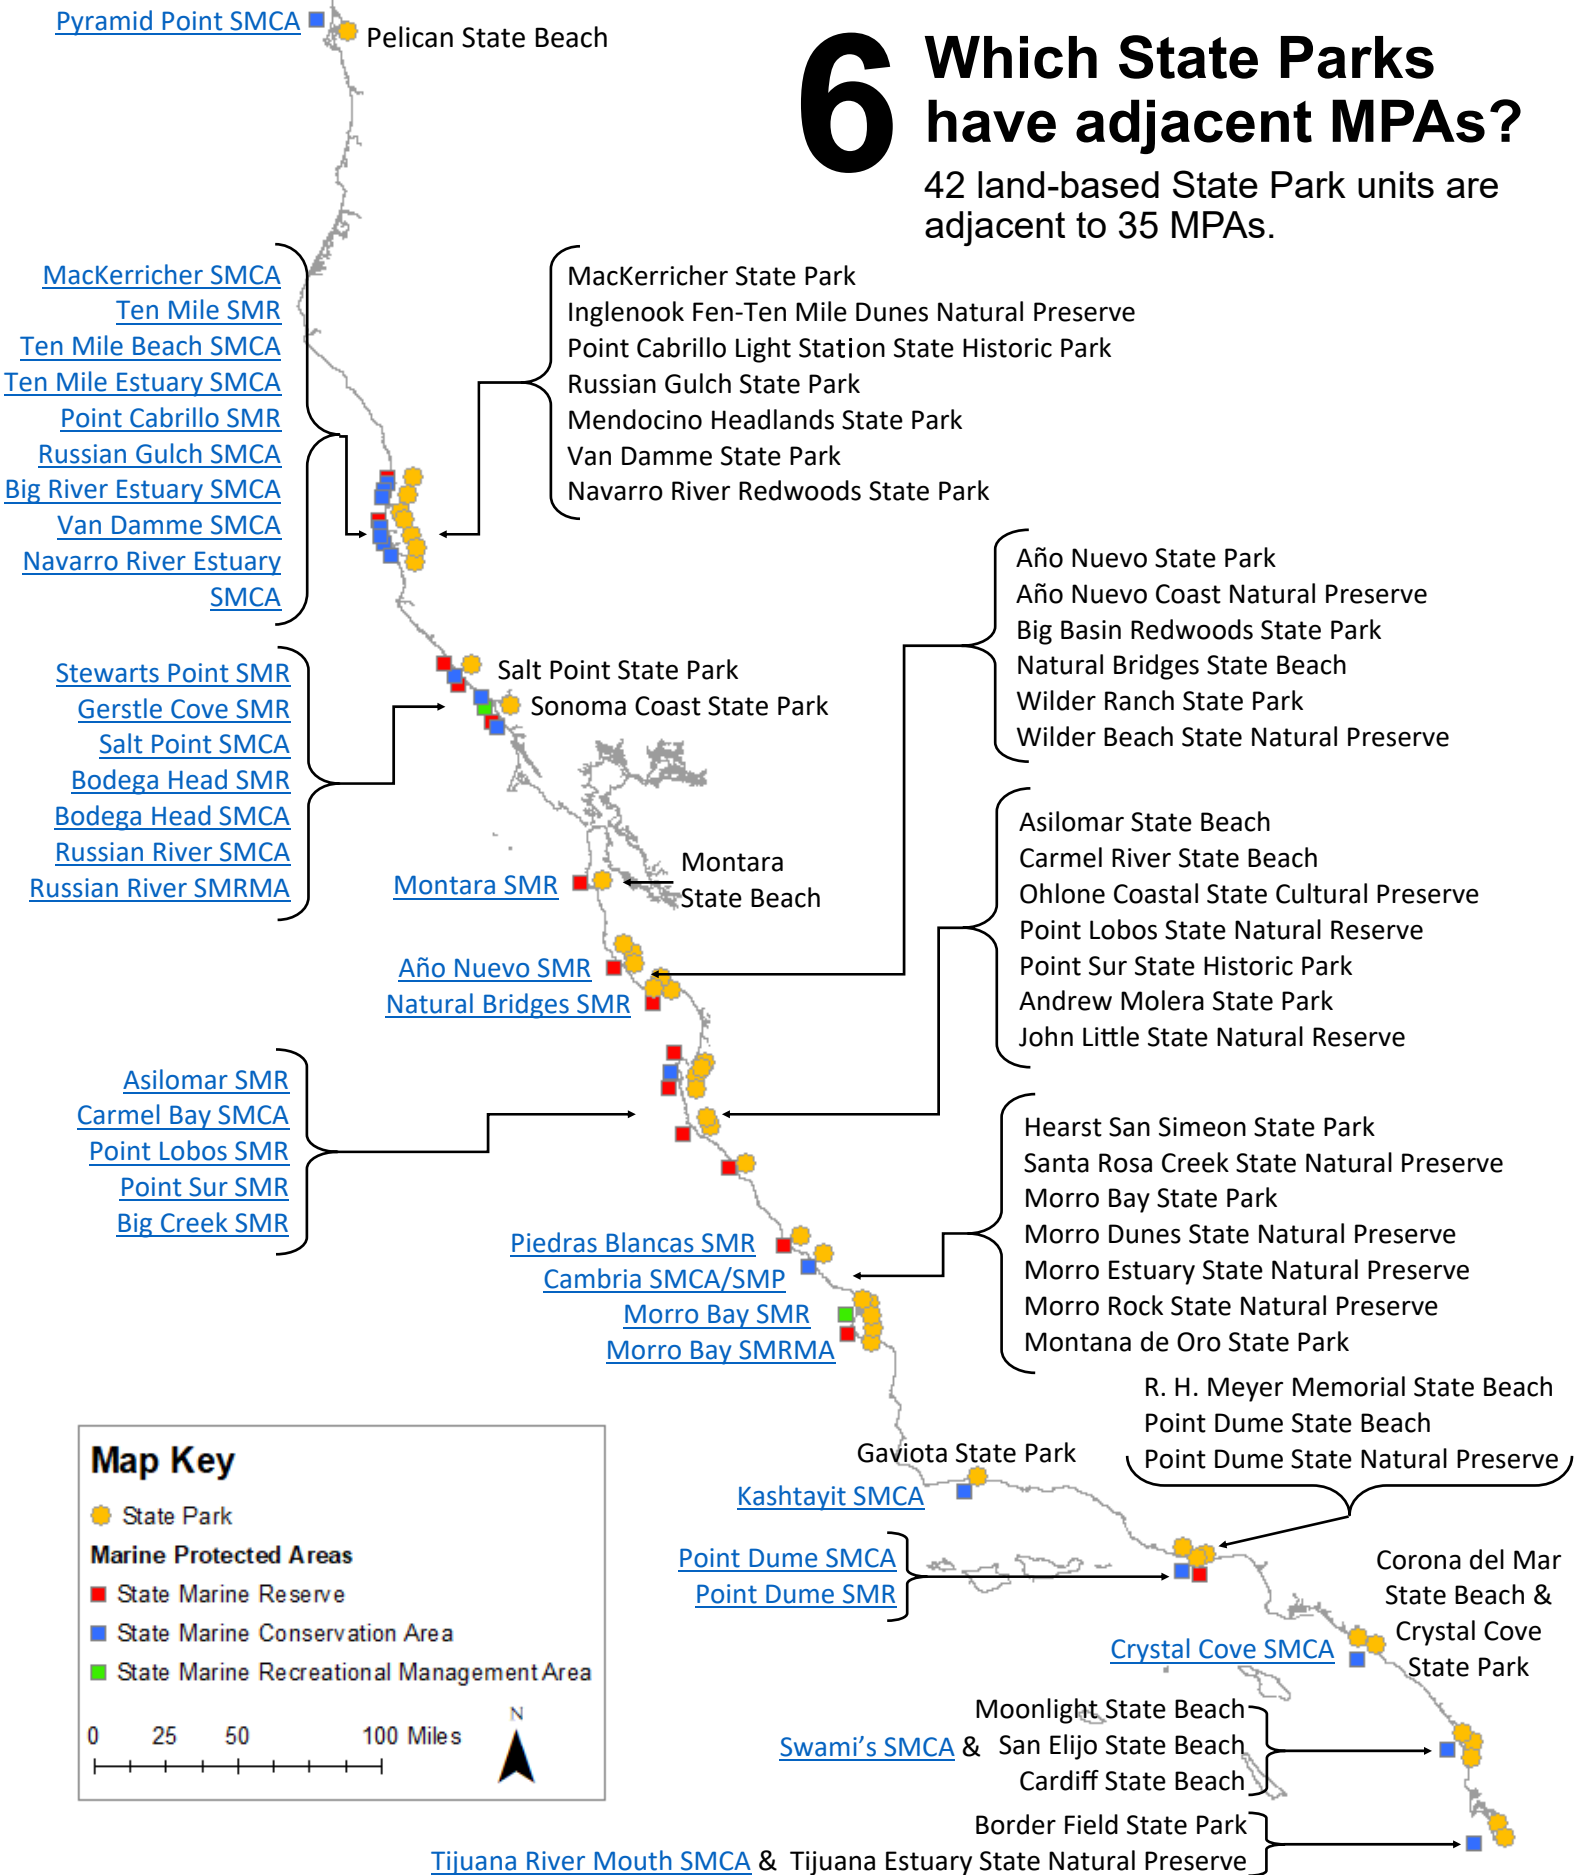 Pyramid Point SMCA
Pelican State Beach
6
Which State Parks
have adjacent MPAs?
42 land-based State Park units are
adjacent to 35 MPAs.
MacKerricher SMCA
Ten Mile SMR
Ten Mile Beach SMCA
Ten Mile Estuary SMCA
Point Cabrillo SMR
Russian Gulch SMCA
Big River Estuary SMCA
Van Damme SMCA
Navarro River Estuary
SMCA
MacKerricher State Park
Inglenook Fen-Ten Mile Dunes Natural Preserve
Point Cabrillo Light Station State Historic Park
Russian Gulch State Park
Mendocino Headlands State Park
Van Damme State Park
Navarro River Redwoods State Park
Stewarts Point SMR
Gerstle Cove SMR
Salt Point SMCA
Bodega Head SMR
Bodega Head SMCA
Russian River SMCA
Russian River SMRMA
Salt Point State Park
Sonoma Coast State Park
Año Nuevo State Park
Año Nuevo Coast Natural Preserve
Big Basin Redwoods State Park
Natural Bridges State Beach
Wilder Ranch State Park
Wilder Beach State Natural Preserve
Montara SMR
Montara
State Beach
Año Nuevo SMR
Natural Bridges SMR
Asilomar State Beach
Carmel River State Beach
Ohlone Coastal State Cultural Preserve
Point Lobos State Natural Reserve
Point Sur State Historic Park
Andrew Molera State Park
John Little State Natural Reserve
Asilomar SMR
Carmel Bay SMCA
Point Lobos SMR
Point Sur SMR
Big Creek SMR
Hearst San Simeon State Park
Santa Rosa Creek State Natural Preserve
Morro Bay State Park
Morro Dunes State Natural Preserve
Morro Estuary State Natural Preserve
Morro Rock State Natural Preserve
Montana de Oro State Park
Piedras Blancas SMR
Cambria SMCA/SMP
Morro Bay SMR
Morro Bay SMRMA
R. H. Meyer Memorial State Beach
Point Dume State Beach
Point Dume State Natural Preserve
Gaviota State Park
Kashtayit SMCA
Point Dume SMCA
Point Dume SMR
Corona del Mar
State Beach &
Crystal Cove
State Park
Crystal Cove SMCA
Moonlight State Beach
Swami's SMCA & San Elijo State Beach
Cardiff State Beach
Border Field State Park
Tijuana River Mouth SMCA & Tijuana Estuary State Natural Preserve
Map Key
State Park
Marine Protected Areas
State Marine Reserve
State Marine Conservation Area
State Marine Recreational Management Area
0 25 50 100 Miles
N